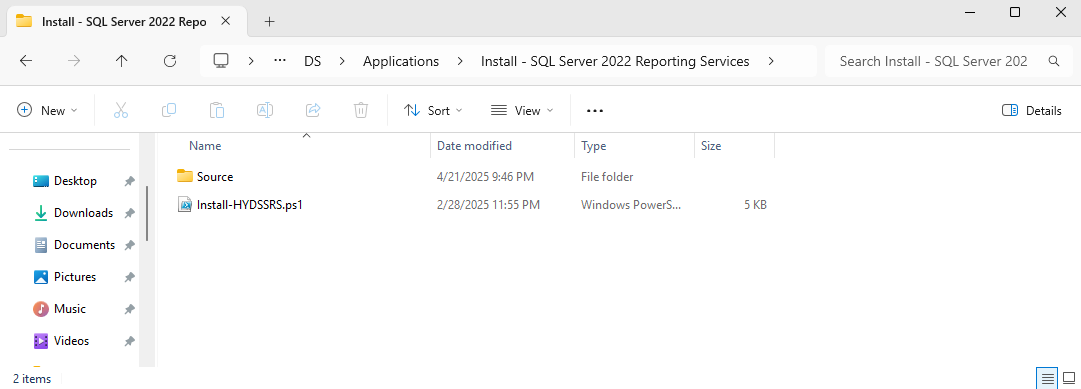 Install - SQL Server 2022 Repo
DS Applications Install - SQL Server 2022 Reporting Services Search Install - SQL Server 202
New Sort View Details
Name Date modified Type Size
Desktop
Downloads
Documents
Pictures
Music
Videos
Source 4/21/2025 9:46 PM File folder
Install-HYDSSRS.ps1 2/28/2025 11:55 PM Windows PowerS... 5 KB
2 items